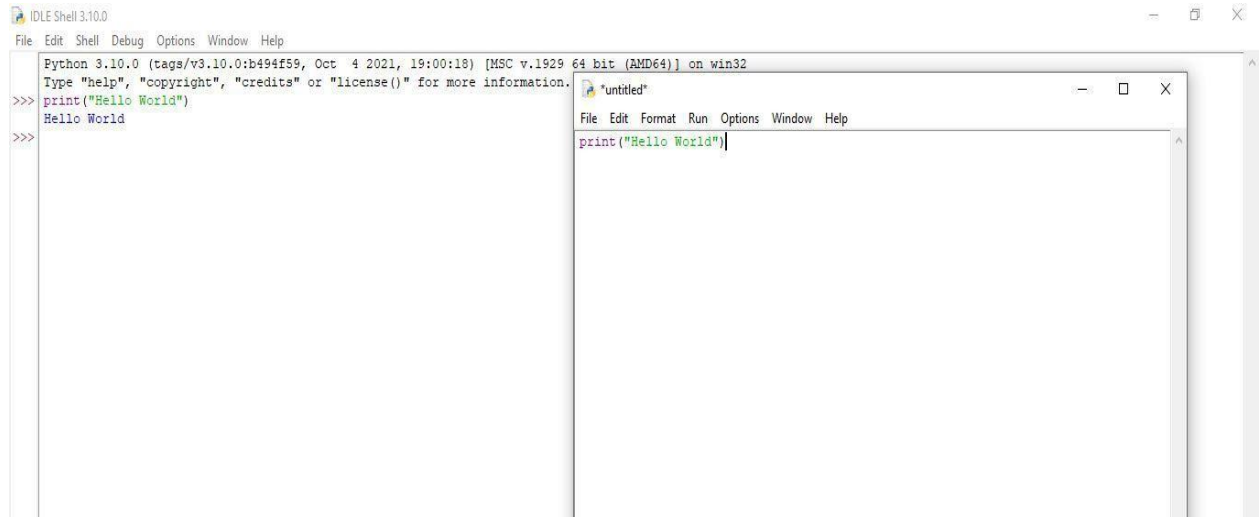 IDLE Shell 3.10.0
File Edit Shell Debug Options Window Help
Python 3.10.0 (tags/v3.10.0:b494f59, Oct  4 2021, 19:00:18) [MSC v.1929 64 bit (AMD64)] on win32
Type "help", "copyright", "credits" or "license()" for more information.
>>> print("Hello World")
Hello World
>>>
*untitled*
File Edit Format Run Options Window Help
print("Hello World")